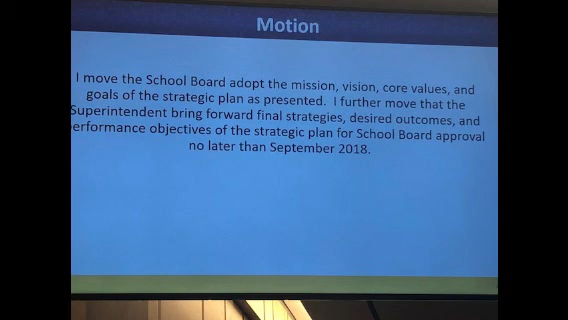 Motion
I move the School Board adopt the mission, vision, core values, and
goals of the strategic plan as presented. I further move that the
Superintendent bring forward final strategies, desired outcomes, and
performance objectives of the strategic plan for School Board approval
no later than September 2018.